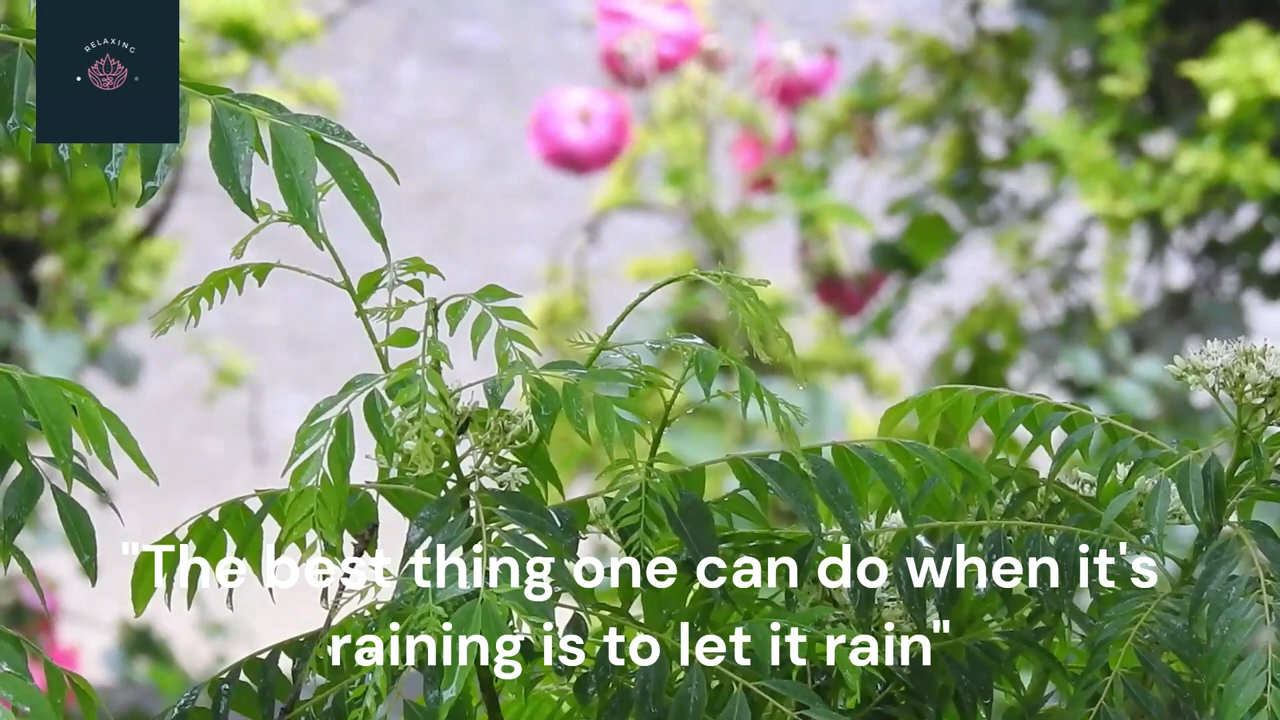 RELAXING
"The best thing one can do when it's
raining is to let it rain"